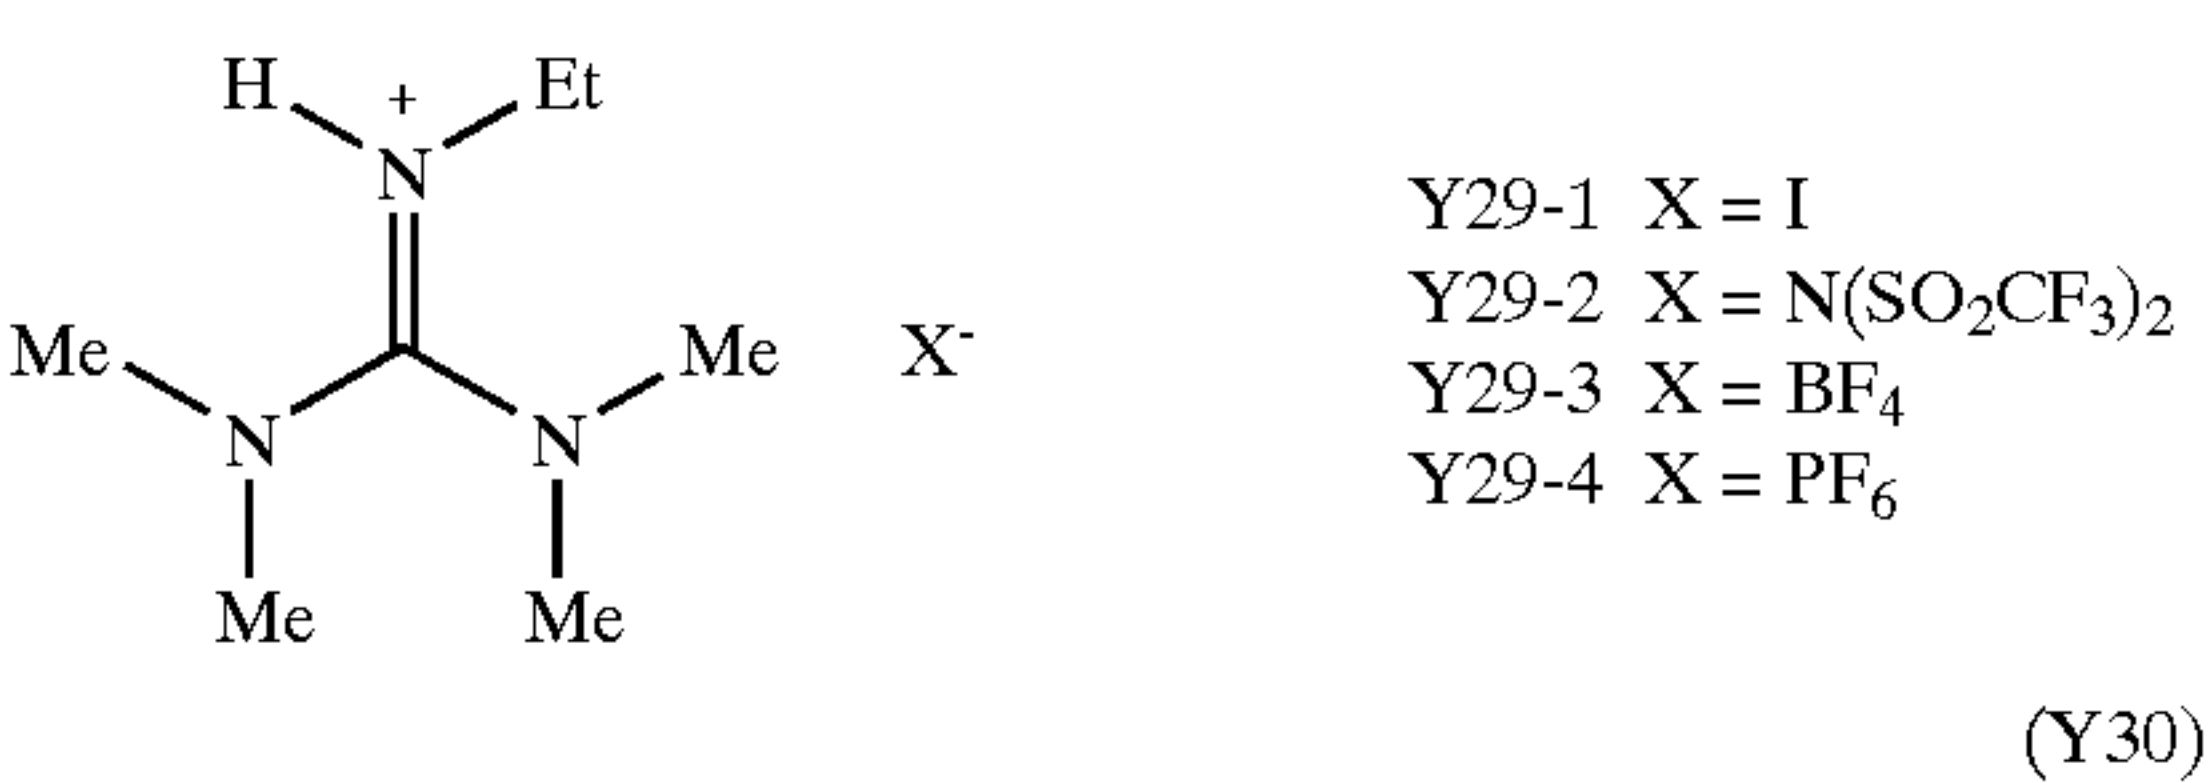 H + Et
N
Me Me X-
N N
Me Me
Y29-1 X = I
Y29-2 X = N(SO2CF3)2
Y29-3 X = BF4
Y29-4 X = PF6
(Y30)